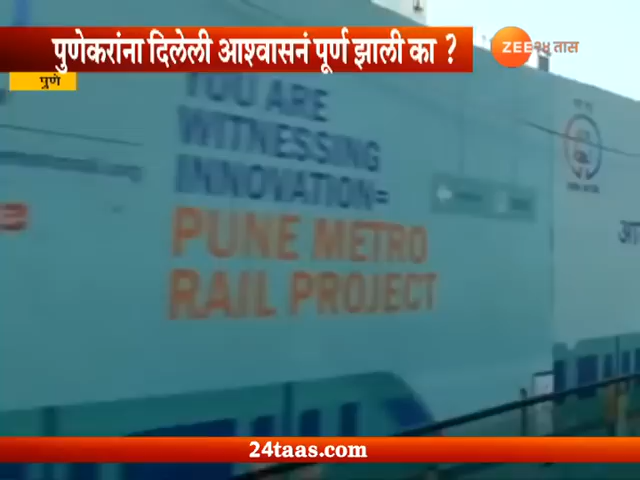 पुणेकरांना दिलेली आश्वासनं पूर्ण झाली का ?
ZEE २४ तास
पुणे
YOU ARE
WITNESSING
INNOVATION=
PUNE METRO
RAIL PROJECT
24taas.com